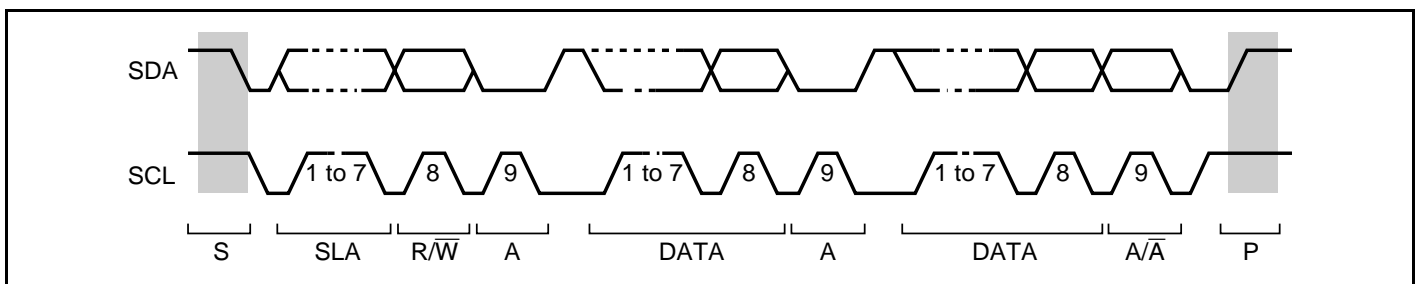 SDA
SCL
1 to 7 8 9 1 to 7 8 9 1 to 7 8 9
S SLA R/W̅ A DATA A DATA A/A̅ P